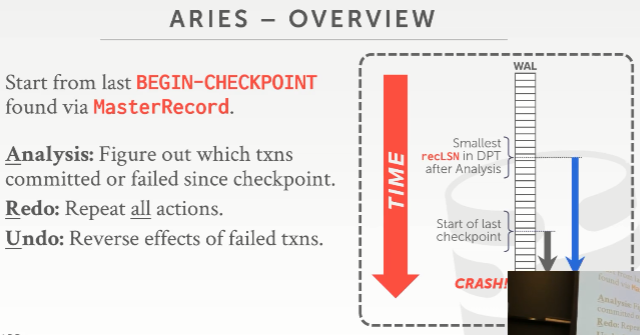 ARIES – OVERVIEW
Start from last BEGIN-CHECKPOINT
found via MasterRecord.
Analysis: Figure out which txns
committed or failed since checkpoint.
Redo: Repeat all actions.
Undo: Reverse effects of failed txns.
WAL
TIME
Smallest
recLSN in DPT
after Analysis
Start of last
checkpoint
CRASH!